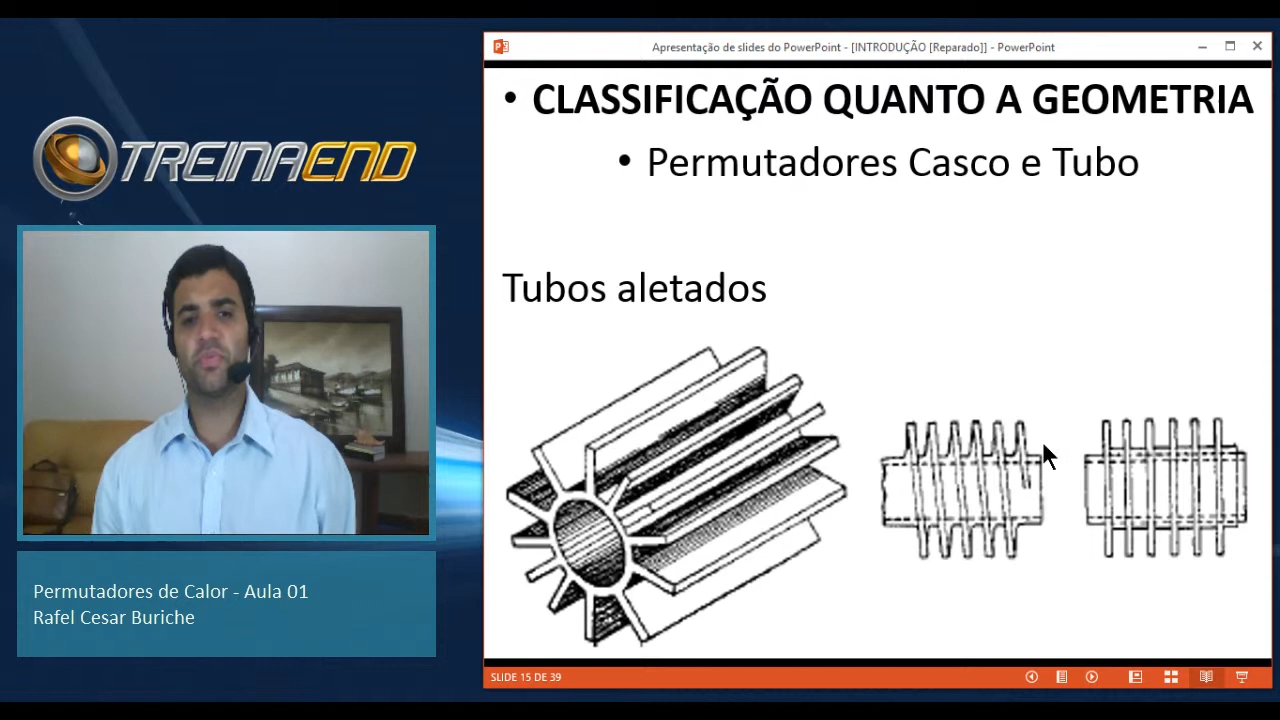 TREINAEND
Permutadores de Calor - Aula 01
Rafel Cesar Buriche
Apresentação de slides do PowerPoint - [INTRODUÇÃO [Reparado]] - PowerPoint
• CLASSIFICAÇÃO QUANTO A GEOMETRIA
• Permutadores Casco e Tubo
Tubos aletados
SLIDE 15 DE 39